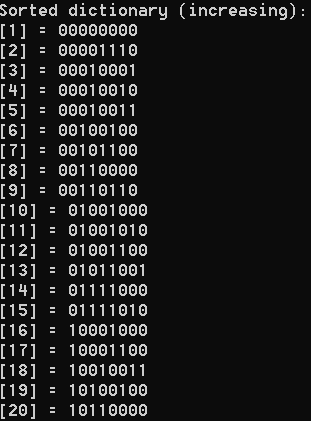 Sorted dictionary (increasing):
[1] = 00000000
[2] = 00001110
[3] = 00010001
[4] = 00010010
[5] = 00010011
[6] = 00100100
[7] = 00101100
[8] = 00110000
[9] = 00110110
[10] = 01001000
[11] = 01001010
[12] = 01001100
[13] = 01011001
[14] = 01111000
[15] = 01111010
[16] = 10001000
[17] = 10001100
[18] = 10010011
[19] = 10100100
[20] = 10110000